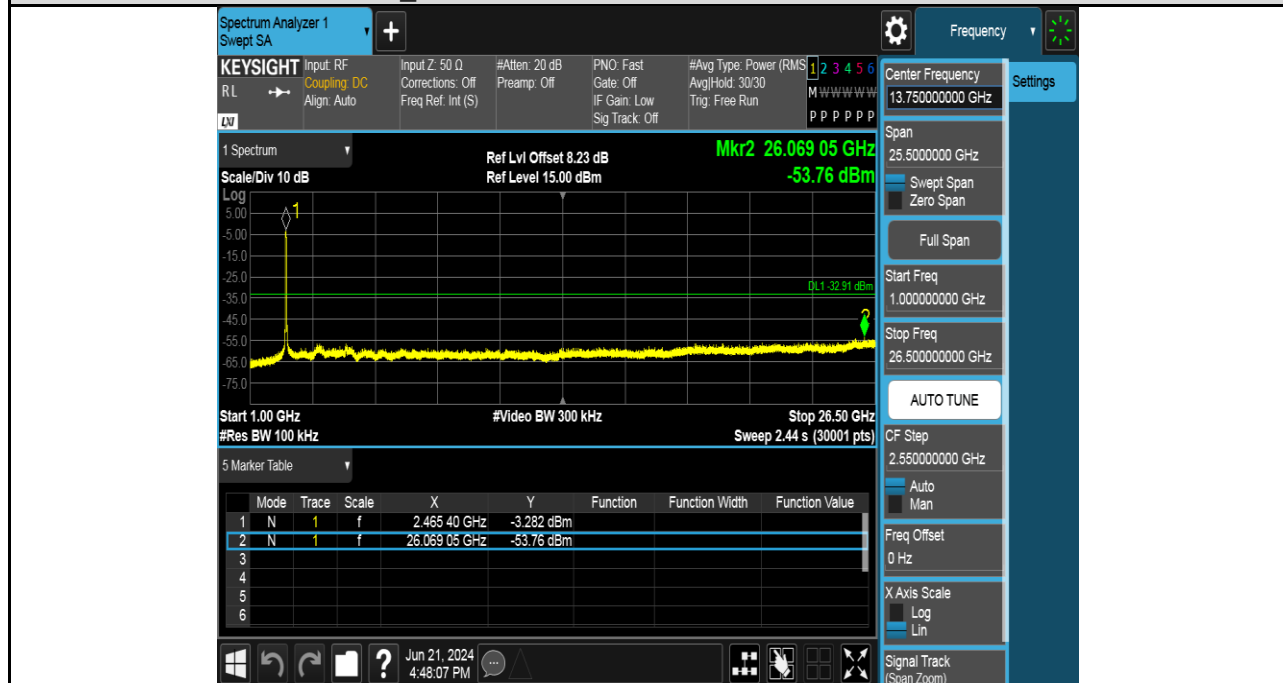 Spectrum Analyzer 1
Swept SA
+
Frequency
KEYSIGHT
RL
LXI
Input: RF
Coupling: DC
Align: Auto
Input Z: 50 Ω
Corrections: Off
Freq Ref: Int (S)
#Atten: 20 dB
Preamp: Off
PNO: Fast
Gate: Off
IF Gain: Low
Sig Track: Off
#Avg Type: Power (RMS
Avg|Hold: 30/30
Trig: Free Run
1 2 3 4 5 6
M W W W W W
P P P P P P
Center Frequency
13.750000000 GHz
Settings
Span
25.5000000 GHz
Swept Span
Zero Span
Full Span
Start Freq
1.000000000 GHz
Stop Freq
26.500000000 GHz
AUTO TUNE
CF Step
2.550000000 GHz
Auto
Man
Freq Offset
0 Hz
X Axis Scale
Log
Lin
Signal Track
(Span Zoom)
1 Spectrum
Scale/Div 10 dB
Ref Lvl Offset 8.23 dB
Ref Level 15.00 dBm
Mkr2 26.069 05 GHz
-53.76 dBm
Log
5.00
-5.00
-15.0
-25.0
-35.0
-45.0
-55.0
-65.0
-75.0
1
2
DL1 -32.91 dBm
Start 1.00 GHz
#Video BW 300 kHz
Stop 26.50 GHz
#Res BW 100 kHz
Sweep 2.44 s (30001 pts)
5 Marker Table
Mode Trace Scale X Y Function Function Width Function Value
1 N 1 f 2.465 40 GHz -3.282 dBm
2 N 1 f 26.069 05 GHz -53.76 dBm
3
4
5
6
?
Jun 21, 2024
4:48:07 PM